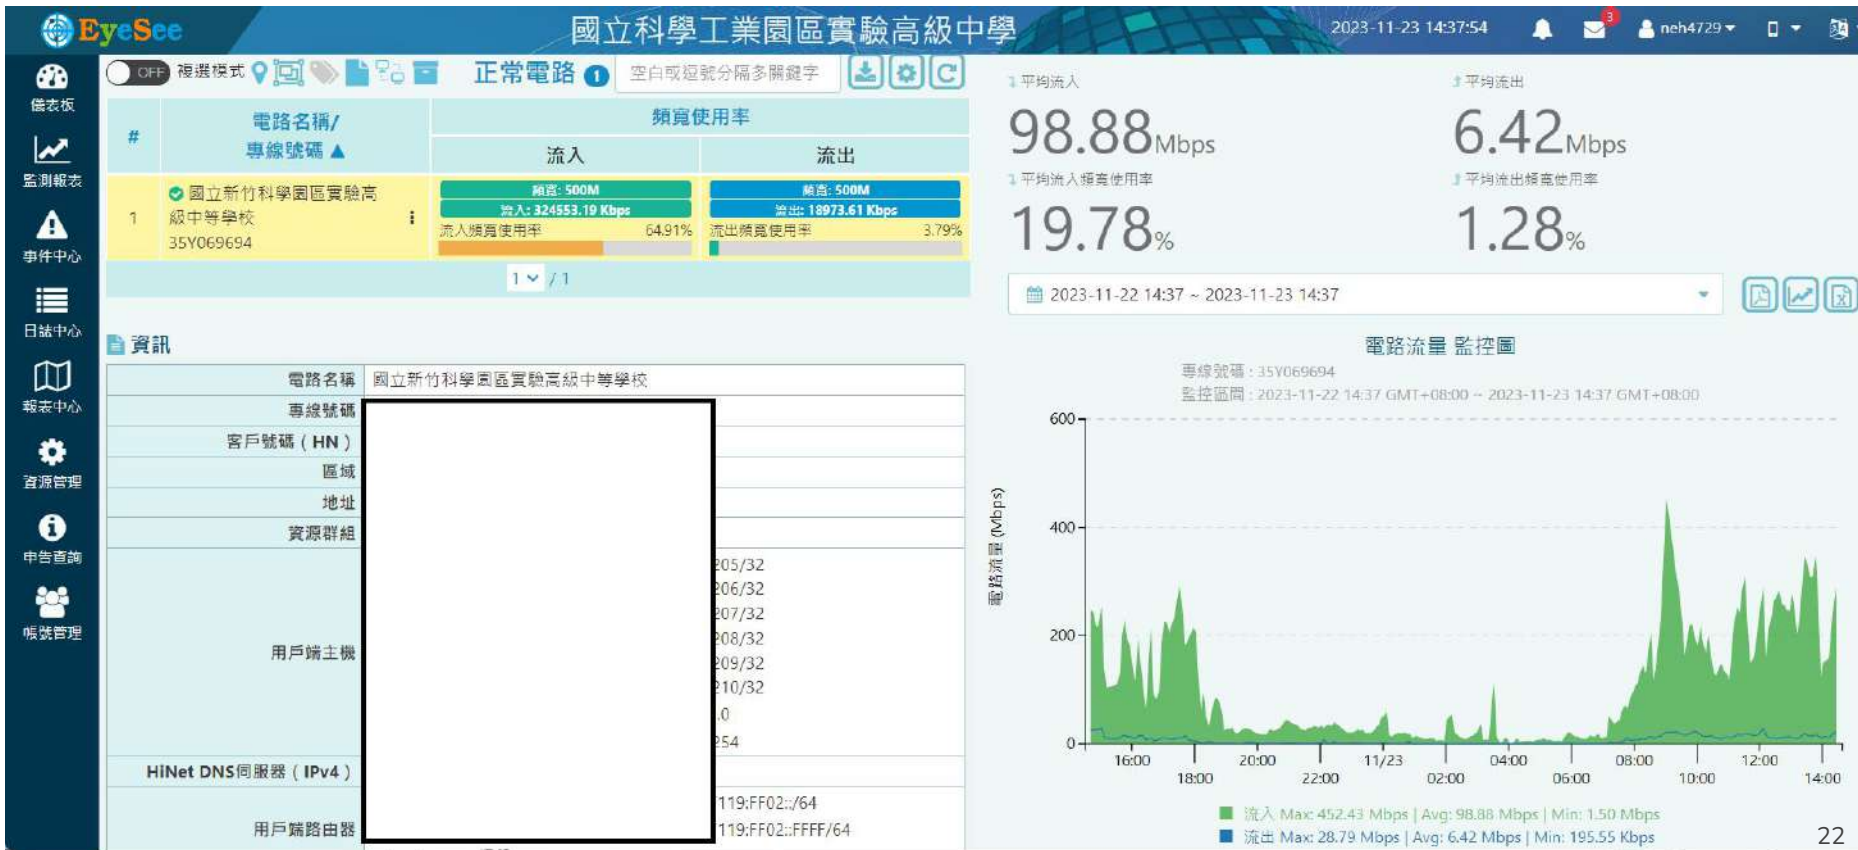 EyeSee
國立科學工業園區實驗高級中學
2023-11-23 14:37:54
3
neh4729
儀表板
監測報表
事件中心
日誌中心
報表中心
資源管理
申告查詢
帳號管理
OFF 複選模式
正常電路 1
空白或逗號分隔多關鍵字
#
電路名稱/
專線號碼 ▲
頻寬使用率
流入
流出
1
國立新竹科學園區實驗高
級中等學校
35Y069694
頻寬: 500M
流入: 324553.19 Kbps
流入頻寬使用率 64.91%
頻寬: 500M
流出: 18973.61 Kbps
流出頻寬使用率 3.79%
1 / 1
資訊
電路名稱 國立新竹科學園區實驗高級中等學校
專線號碼
客戶號碼 ( HN )
區域
地址
資源群組
用戶端主機
205/32
206/32
207/32
208/32
209/32
210/32
.0
254
HiNet DNS伺服器 ( IPv4 )
用戶端路由器
119:FF02::/64
119:FF02::FFFF/64
平均流入
98.88Mbps
平均流出
6.42Mbps
平均流入頻寬使用率
19.78%
平均流出頻寬使用率
1.28%
2023-11-22 14:37 ~ 2023-11-23 14:37
電路流量 監控圖
專線號碼 : 35Y069694
監控區間 : 2023-11-22 14:37 GMT+08:00 ~ 2023-11-23 14:37 GMT+08:00
電路流量 (Mbps)
600
400
200
0
16:00
18:00
20:00
22:00
11/23
02:00
04:00
06:00
08:00
10:00
12:00
14:00
流入 Max: 452.43 Mbps | Avg: 98.88 Mbps | Min: 1.50 Mbps
流出 Max: 28.79 Mbps | Avg: 6.42 Mbps | Min: 195.55 Kbps
22